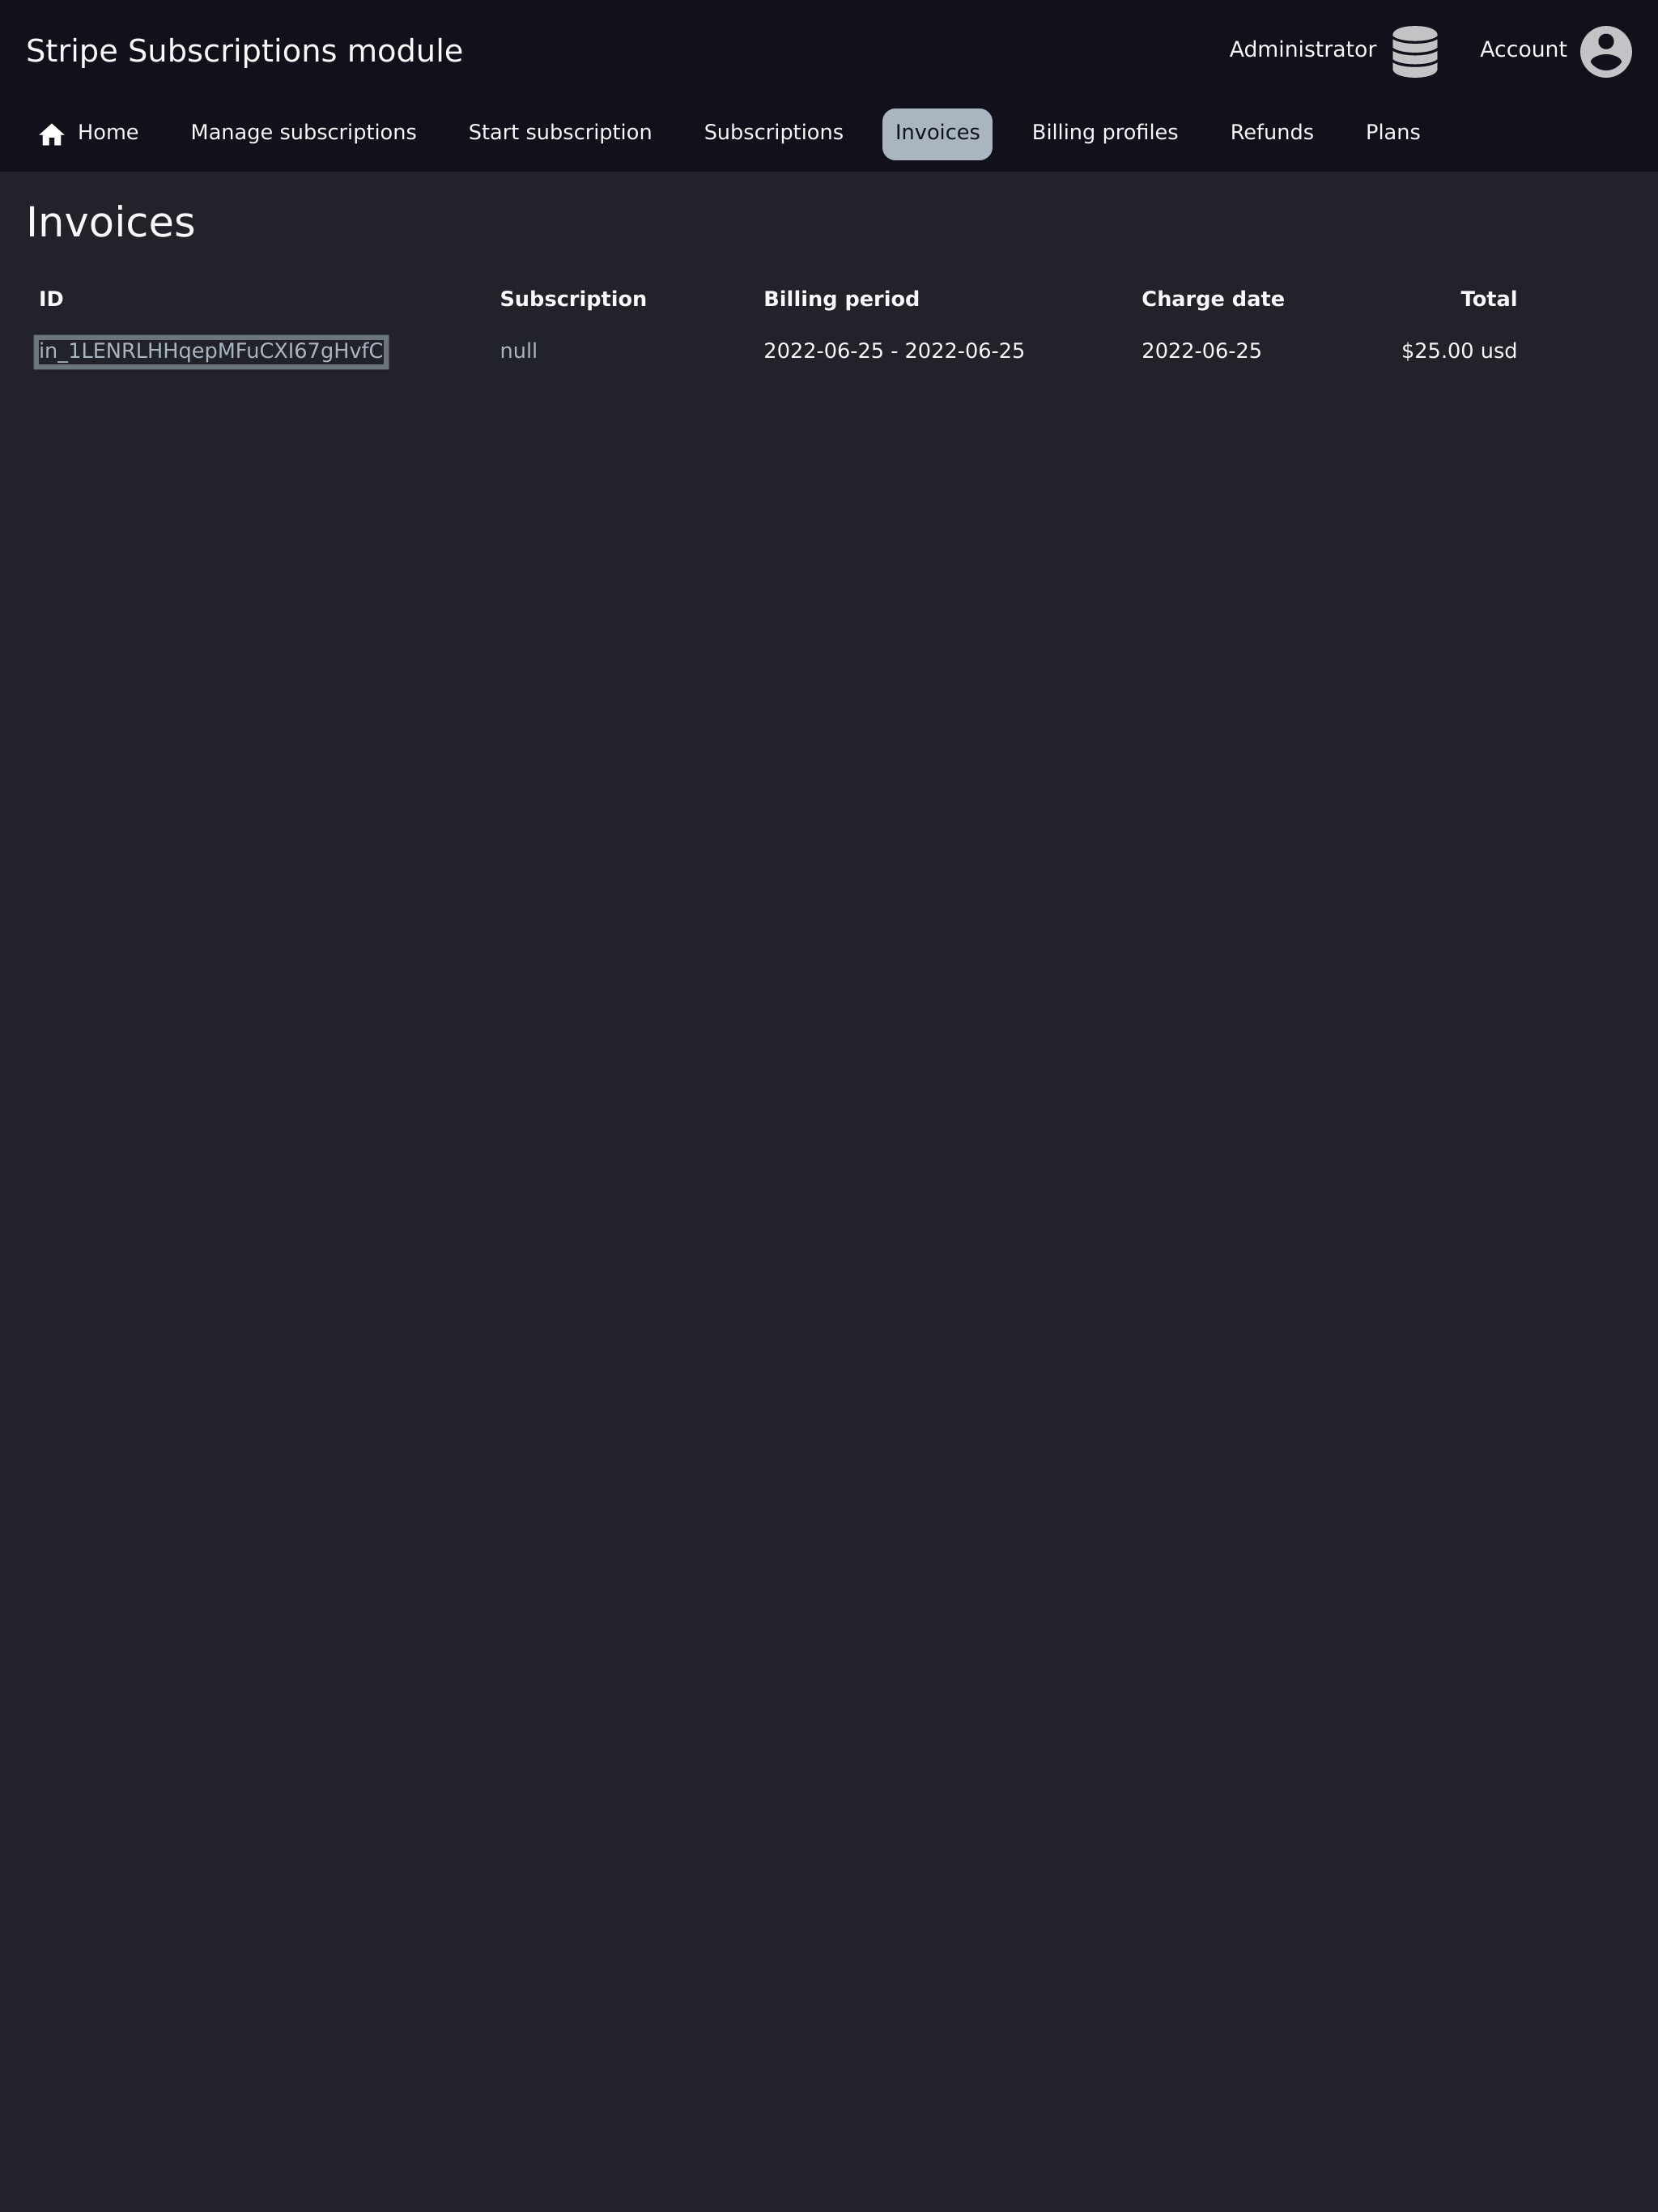 Stripe Subscriptions module
Administrator Account
Home Manage subscriptions Start subscription Subscriptions Invoices Billing profiles Refunds Plans
Invoices
ID Subscription Billing period Charge date Total
in_1LENRLHHqepMFuCXI67gHvfC null 2022-06-25 - 2022-06-25 2022-06-25 $25.00 usd